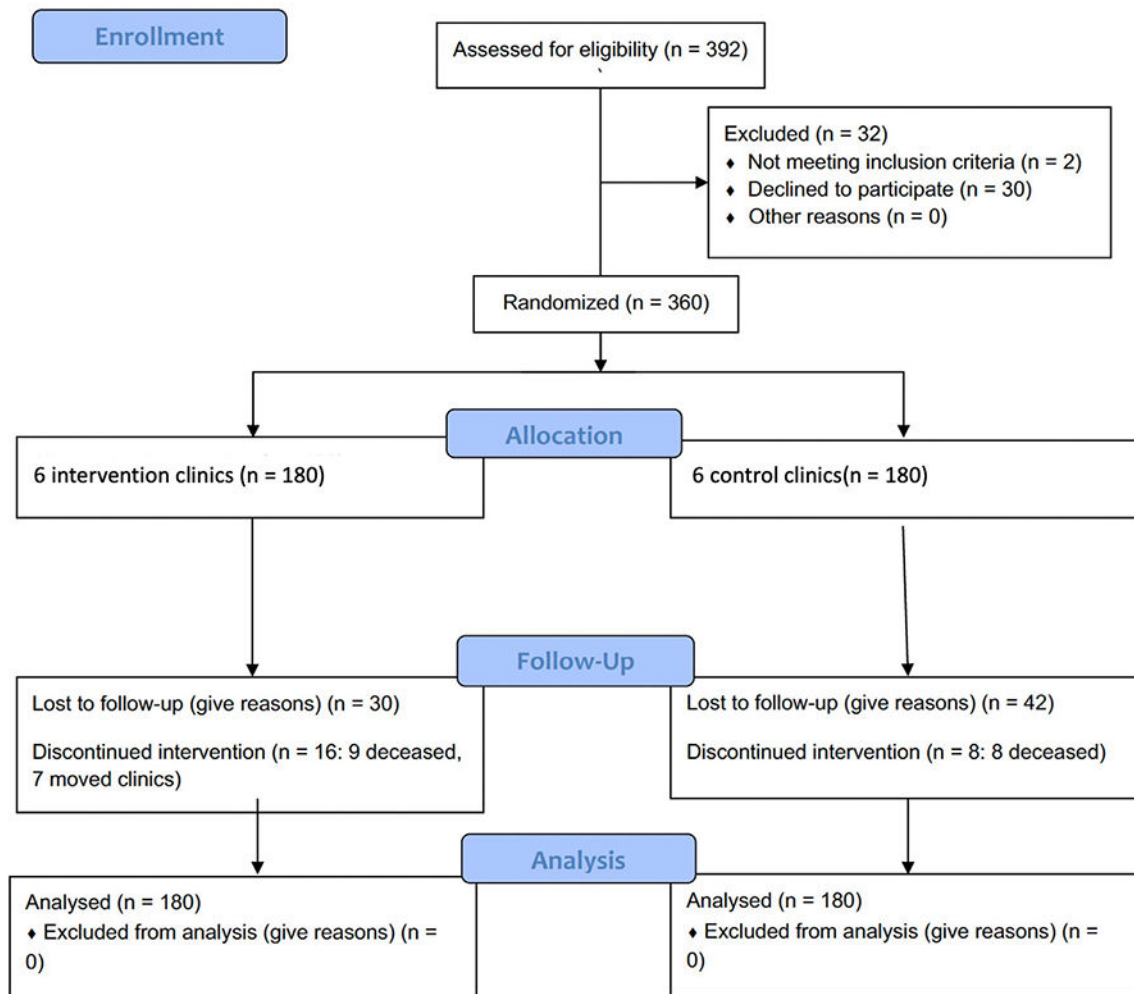 Enrollment
Assessed for eligibility (n = 392)
Excluded (n = 32)
♦ Not meeting inclusion criteria (n = 2)
♦ Declined to participate (n = 30)
♦ Other reasons (n = 0)
Randomized (n = 360)
Allocation
6 intervention clinics (n = 180)
6 control clinics(n = 180)
Follow-Up
Lost to follow-up (give reasons) (n = 30)
Discontinued intervention (n = 16: 9 deceased,
7 moved clinics)
Lost to follow-up (give reasons) (n = 42)
Discontinued intervention (n = 8: 8 deceased)
Analysis
Analysed (n = 180)
♦ Excluded from analysis (give reasons) (n =
0)
Analysed (n = 180)
♦ Excluded from analysis (give reasons) (n =
0)